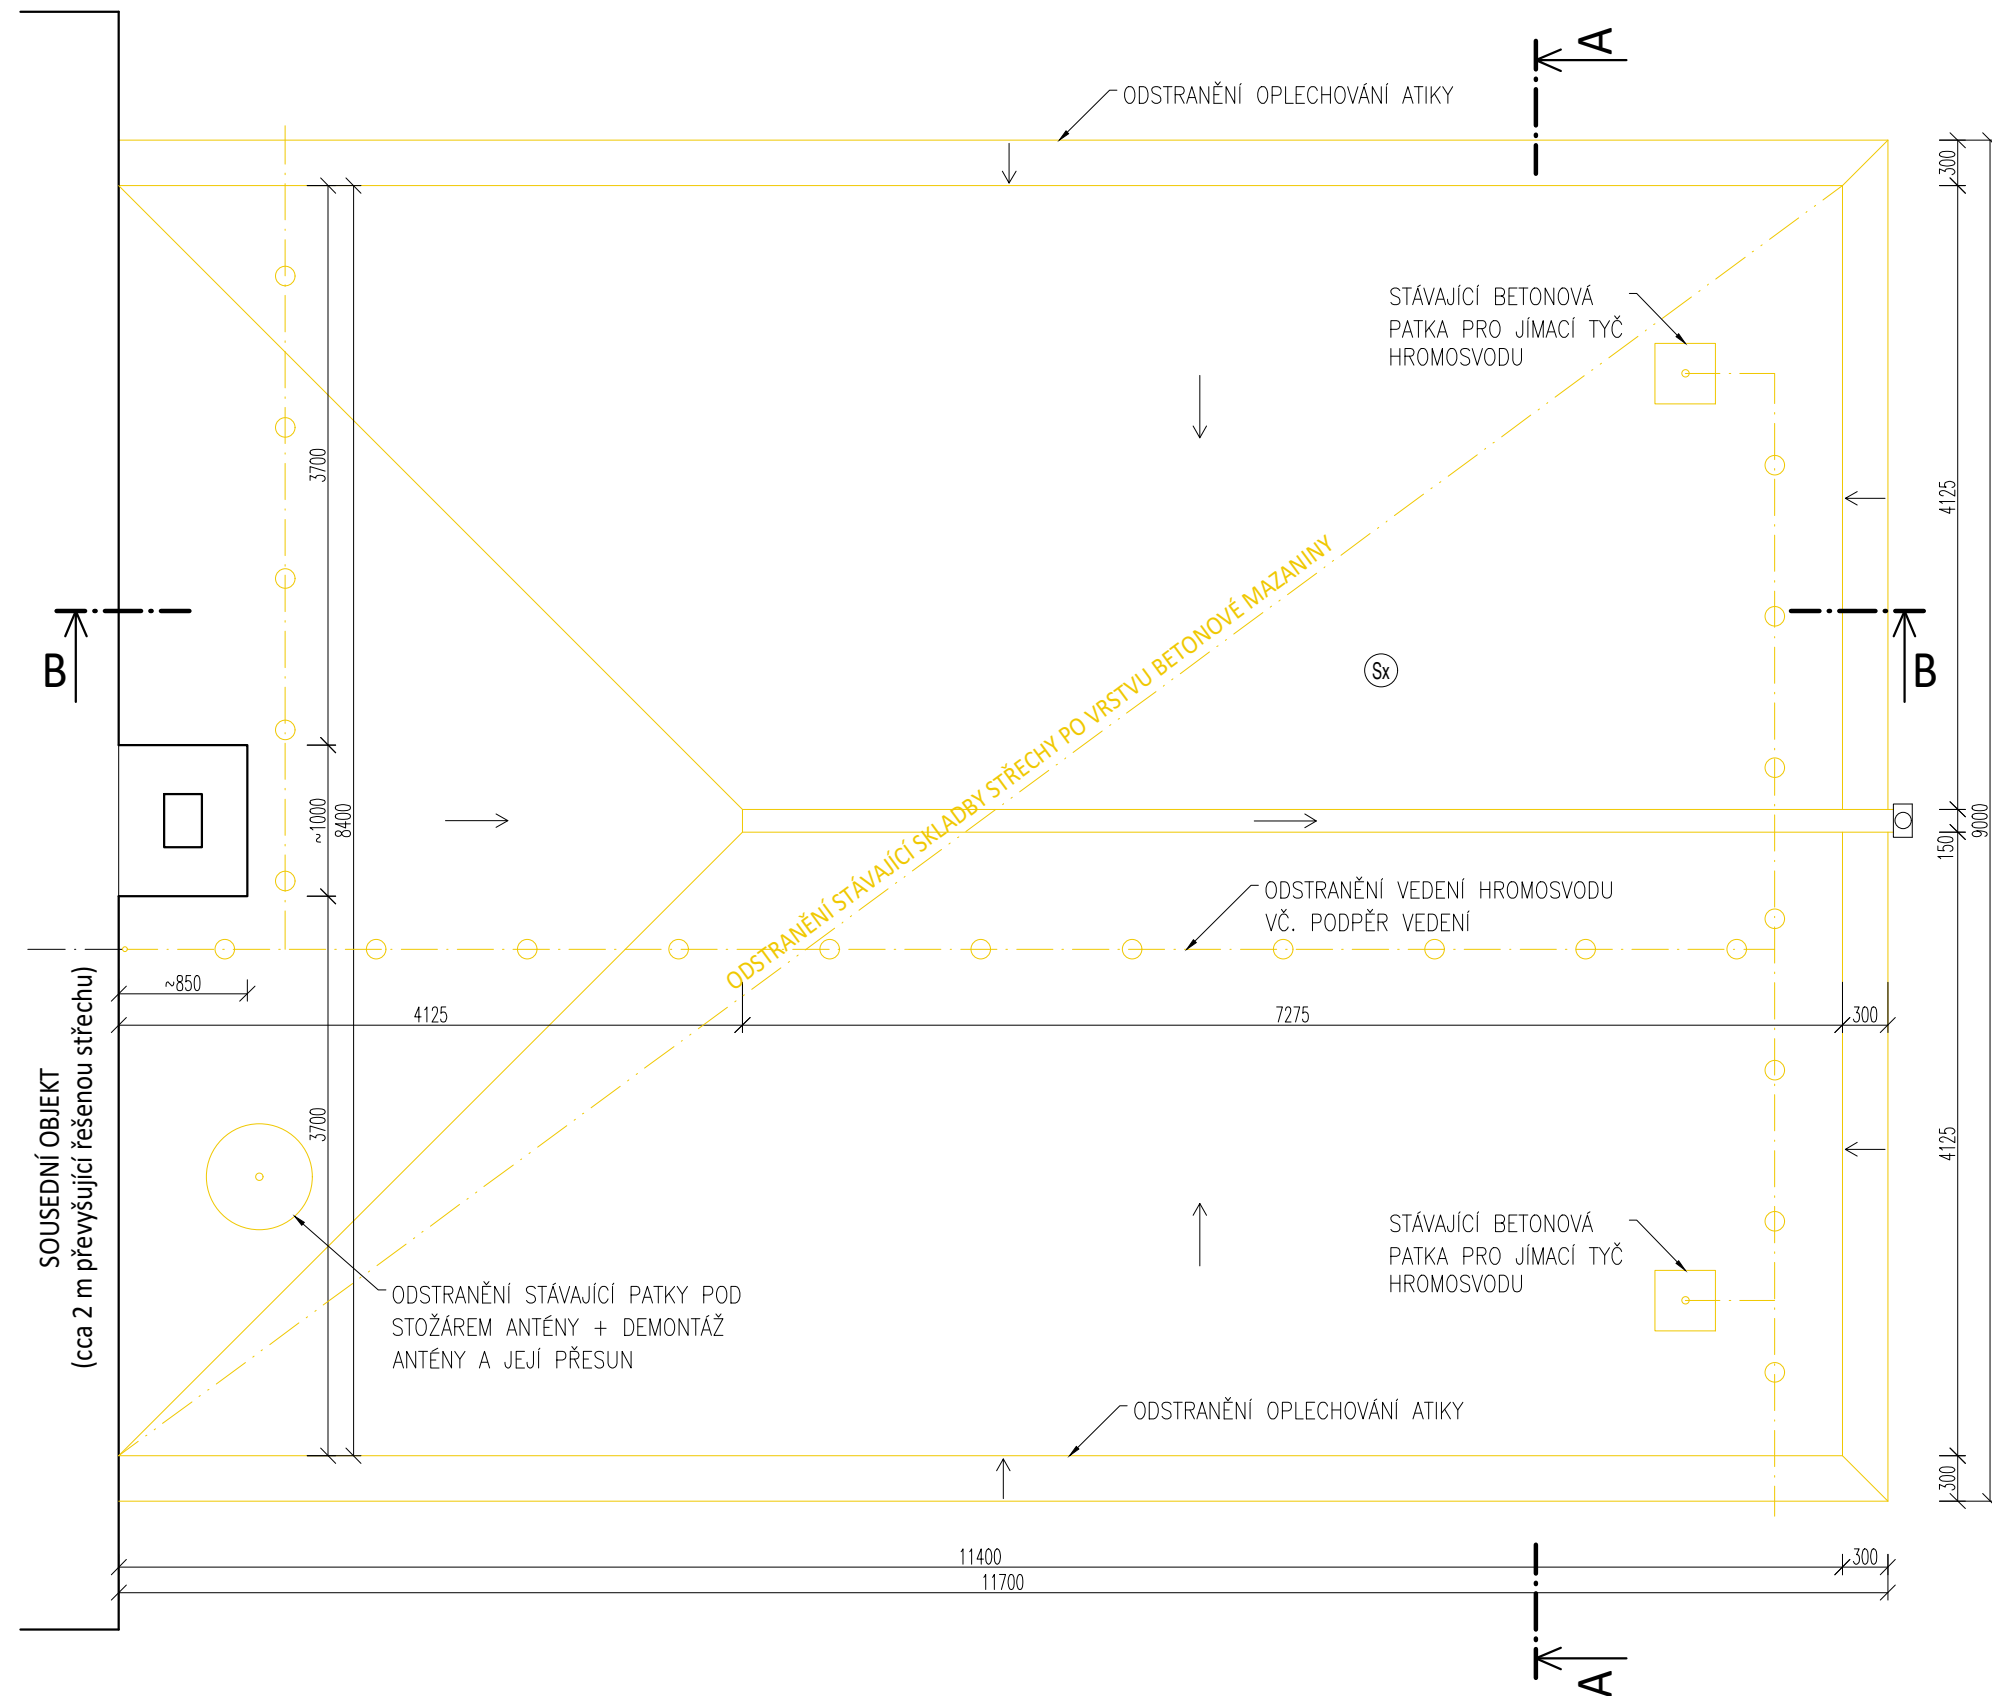 A
ODSTRANĚNÍ OPLECHOVÁNÍ ATIKY
300
STÁVAJÍCÍ BETONOVÁ
PATKA PRO JÍMACÍ TYČ
HROMOSVODU
3700
4125
ODSTRANĚNÍ STÁVAJÍCÍ SKLADBY STŘECHY PO VRSTVU BETONOVÉ MAZANINY
B
Sx
B
~1000
8400
150
9000
ODSTRANĚNÍ VEDENÍ HROMOSVODU
VČ. PODPĚR VEDENÍ
~850
4125
7275
300
SOUSEDNÍ OBJEKT
(cca 2 m převyšující řešenou střechu)
3700
4125
STÁVAJÍCÍ BETONOVÁ
PATKA PRO JÍMACÍ TYČ
HROMOSVODU
ODSTRANĚNÍ STÁVAJÍCÍ PATKY POD
STOŽÁREM ANTÉNY + DEMONTÁŽ
ANTÉNY A JEJÍ PŘESUN
ODSTRANĚNÍ OPLECHOVÁNÍ ATIKY
300
11400
300
11700
A